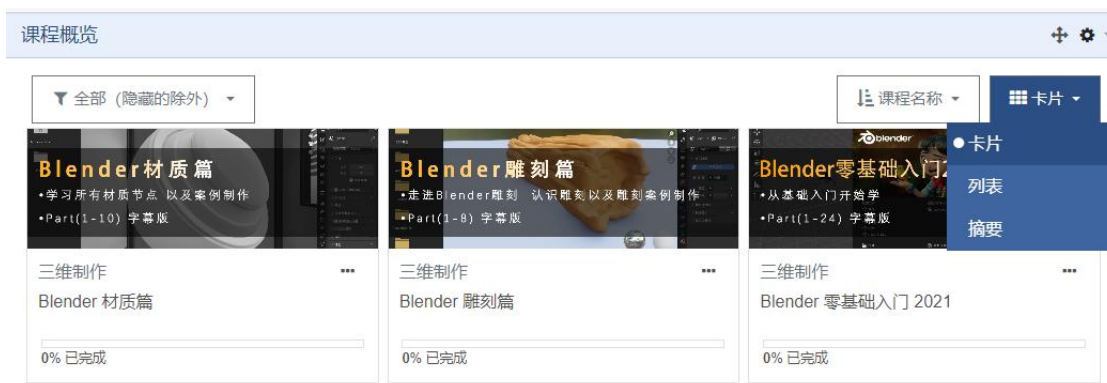 课程概览
全部（隐藏的除外）
课程名称
卡片
卡片
列表
摘要
Blender材质篇
•学习所有材质节点 以及案例制作
•Part(1-10) 字幕版
三维制作
Blender 材质篇
0% 已完成
Blender雕刻篇
•走进Blender雕刻 认识雕刻以及雕刻案例制作
•Part(1-8) 字幕版
三维制作
Blender 雕刻篇
0% 已完成
blender
Blender零基础入门2
•从基础入门开始学
•Part(1-24) 字幕版
三维制作
Blender 零基础入门 2021
0% 已完成